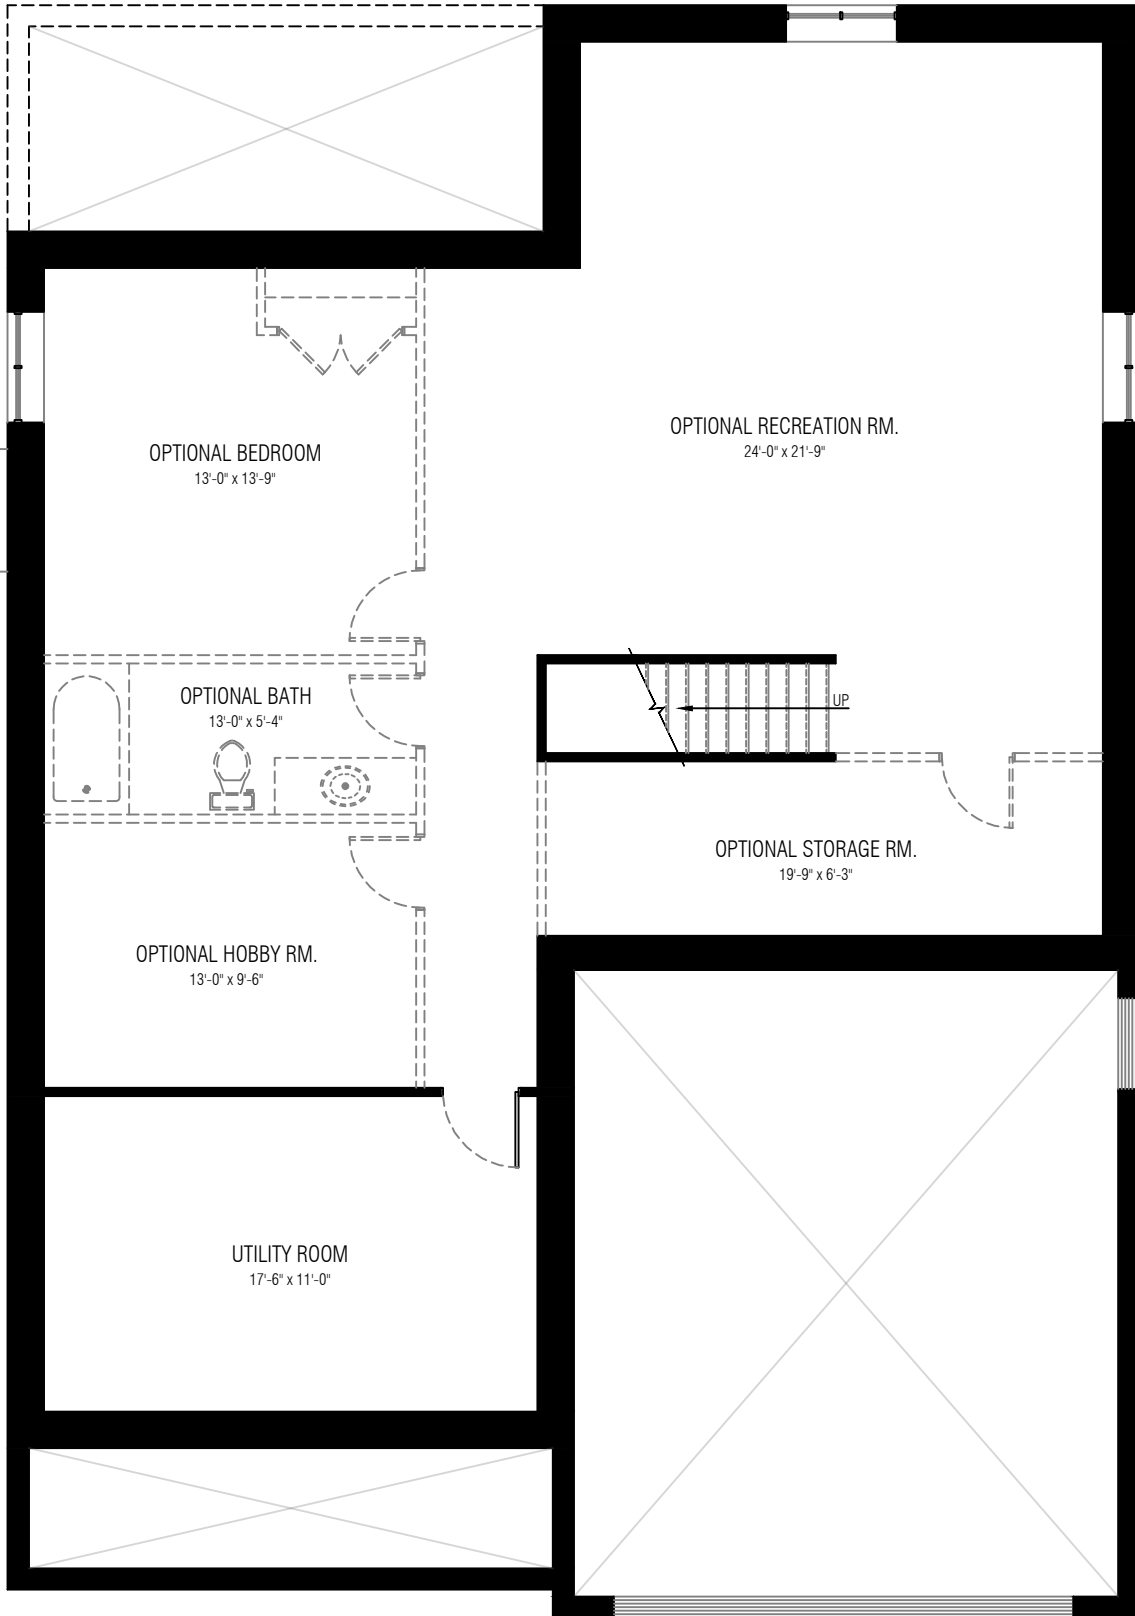 OPTIONAL RECREATION RM.
24'-0" x 21'-9"
OPTIONAL BEDROOM
13'-0" x 13'-9"
OPTIONAL BATH
13'-0" x 5'-4"
UP
OPTIONAL STORAGE RM.
19'-9" x 6'-3"
OPTIONAL HOBBY RM.
13'-0" x 9'-6"
UTILITY ROOM
17'-6" x 11'-0"